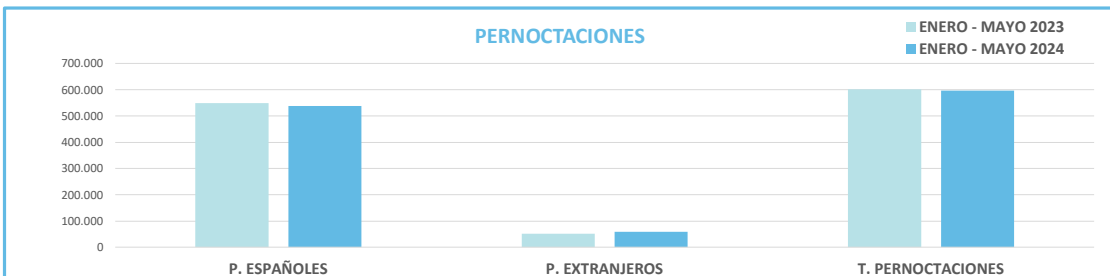 PERNOCTACIONES
ENERO - MAYO 2023
ENERO - MAYO 2024
700.000
600.000
500.000
400.000
300.000
200.000
100.000
0
P. ESPAÑOLES
P. EXTRANJEROS
T. PERNOCTACIONES